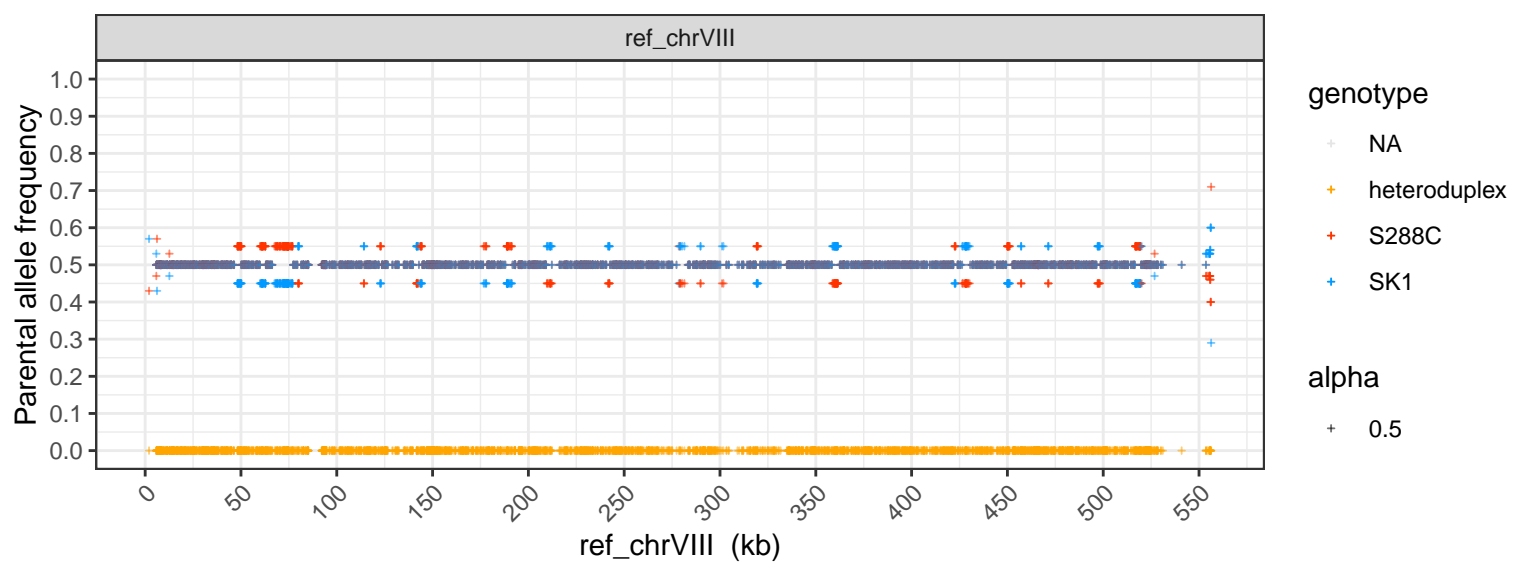 ref_chrVIII
Parental allele frequency
1.0
0.9
0.8
0.7
0.6
0.5
0.4
0.3
0.2
0.1
0.0
0
50
100
150
200
250
300
350
400
450
500
550
ref_chrVIII (kb)
genotype
NA
heteroduplex
S288C
SK1
alpha
0.5